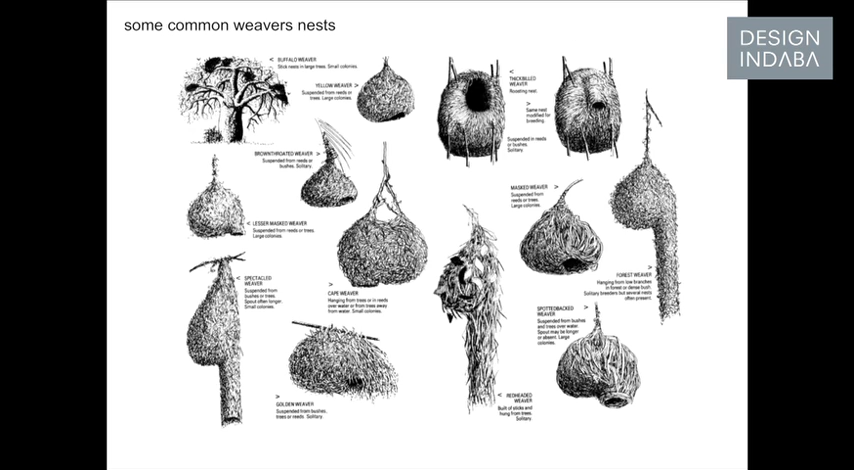 some common weavers nests
DESIGN
INDABA
< BUFFALO WEAVER
Stick nests in large trees. Small colonies.
YELLOW WEAVER >
Suspended from reeds or
trees. Large colonies.
<
THICKBILLED
WEAVER
Roosting nest.
>
Same nest
modified for
breeding
Suspended in reeds
or bushes.
Solitary.
BROWNTHROATED WEAVER >
Suspended from reeds or
bushes. Solitary.
MASKED WEAVER >
Suspended from
reeds or trees.
Large colonies.
< LESSER MASKED WEAVER
Suspended from reeds or trees.
Large colonies.
>
FOREST WEAVER
Hanging from low branches
in forest or dense bush.
Solitary breeders but several nests
often present.
< SPECTACLED
WEAVER
Suspended from
bushes or trees.
Spout often longer.
Small colonies.
>
CAPE WEAVER
Hanging from trees or in reeds
over water or from trees away
from water. Small colonies.
SPOTTEDBACKED >
WEAVER
Suspended from bushes
and trees over water.
Spout may be longer
or absent. Large
colonies.
>
GOLDEN WEAVER
Suspended from bushes,
trees or reeds. Solitary.
< REDHEADED
WEAVER
Built of sticks and
hung from trees.
Solitary.